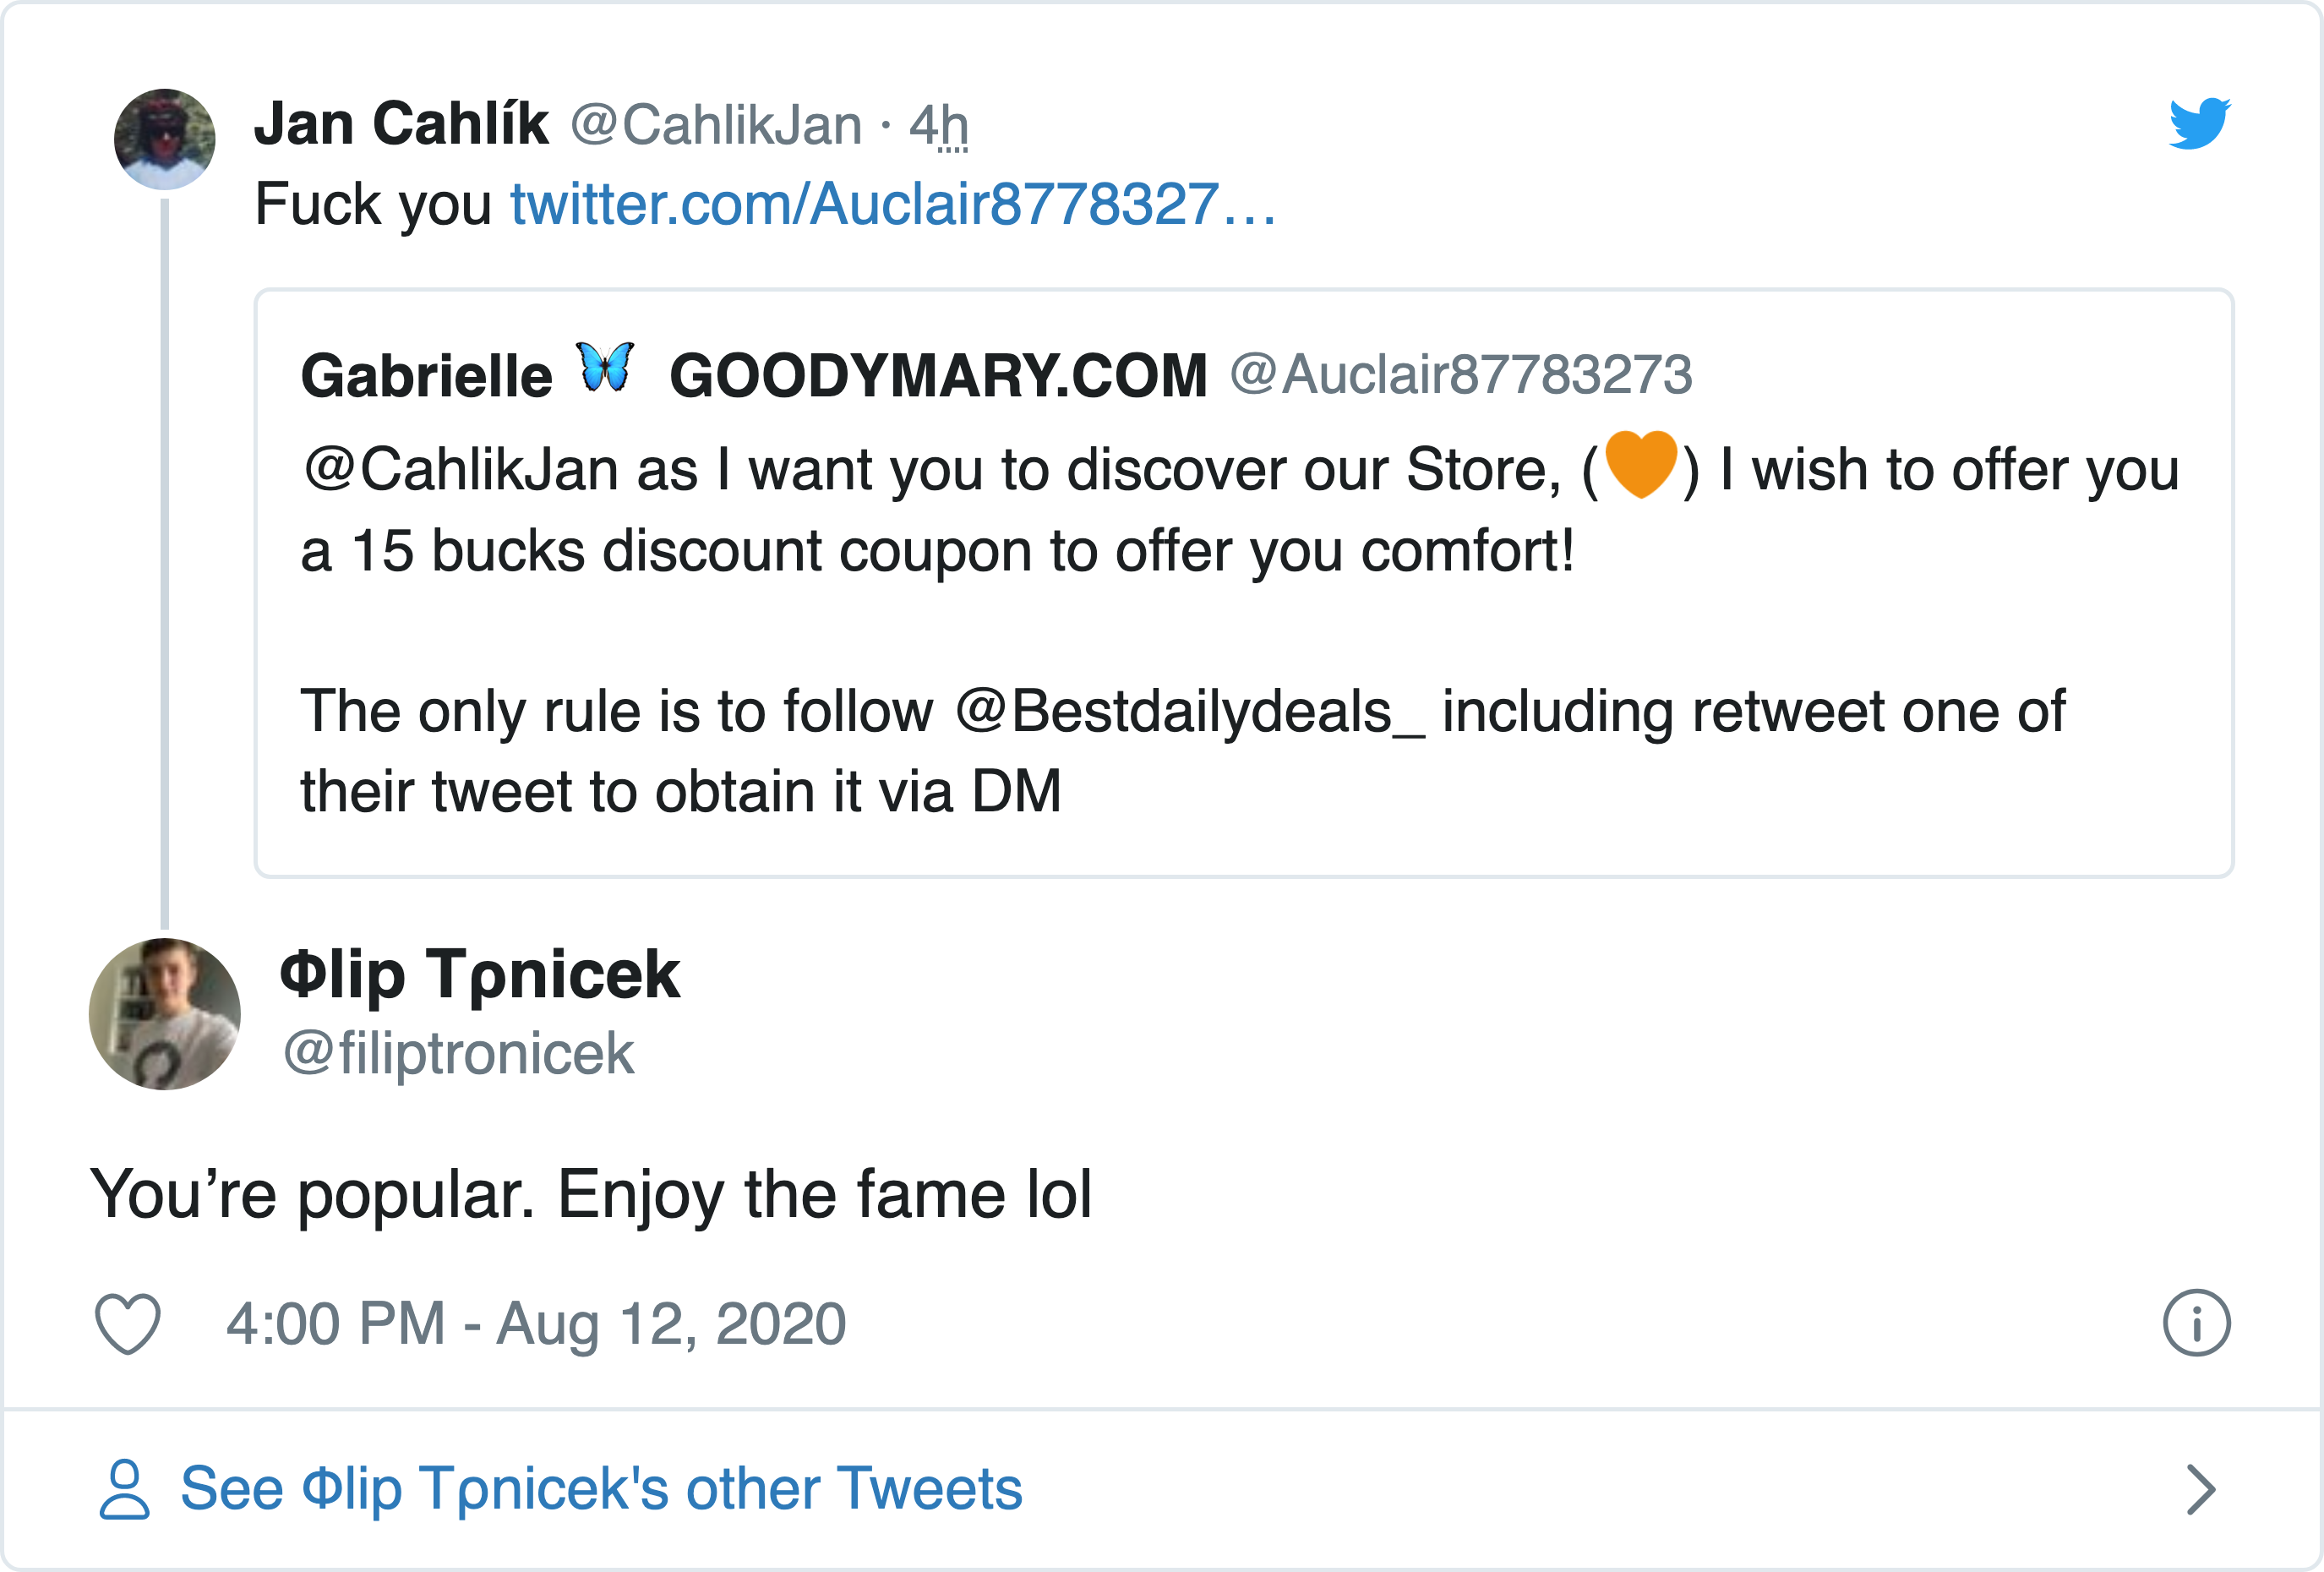 Jan Cahlík @CahlikJan · 4h
Fuck you twitter.com/Auclair8778327…
Gabrielle 🦋 GOODYMARY.COM @Auclair87783273
@CahlikJan as I want you to discover our Store, (🧡) I wish to offer you
a 15 bucks discount coupon to offer you comfort!
The only rule is to follow @Bestdailydeals_ including retweet one of
their tweet to obtain it via DM
Φlip Tρnicek
@filiptronicek
You’re popular. Enjoy the fame lol
4:00 PM - Aug 12, 2020
See Φlip Tρnicek's other Tweets